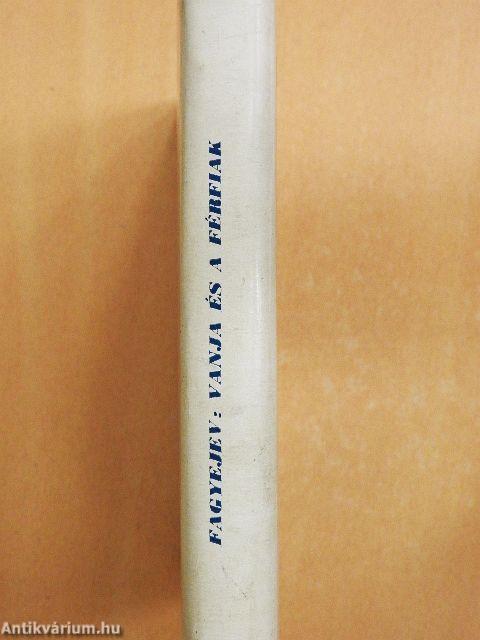 FAGYEJEV: VANJA ÉS A FÉRFIAK
Antikvárium.hu